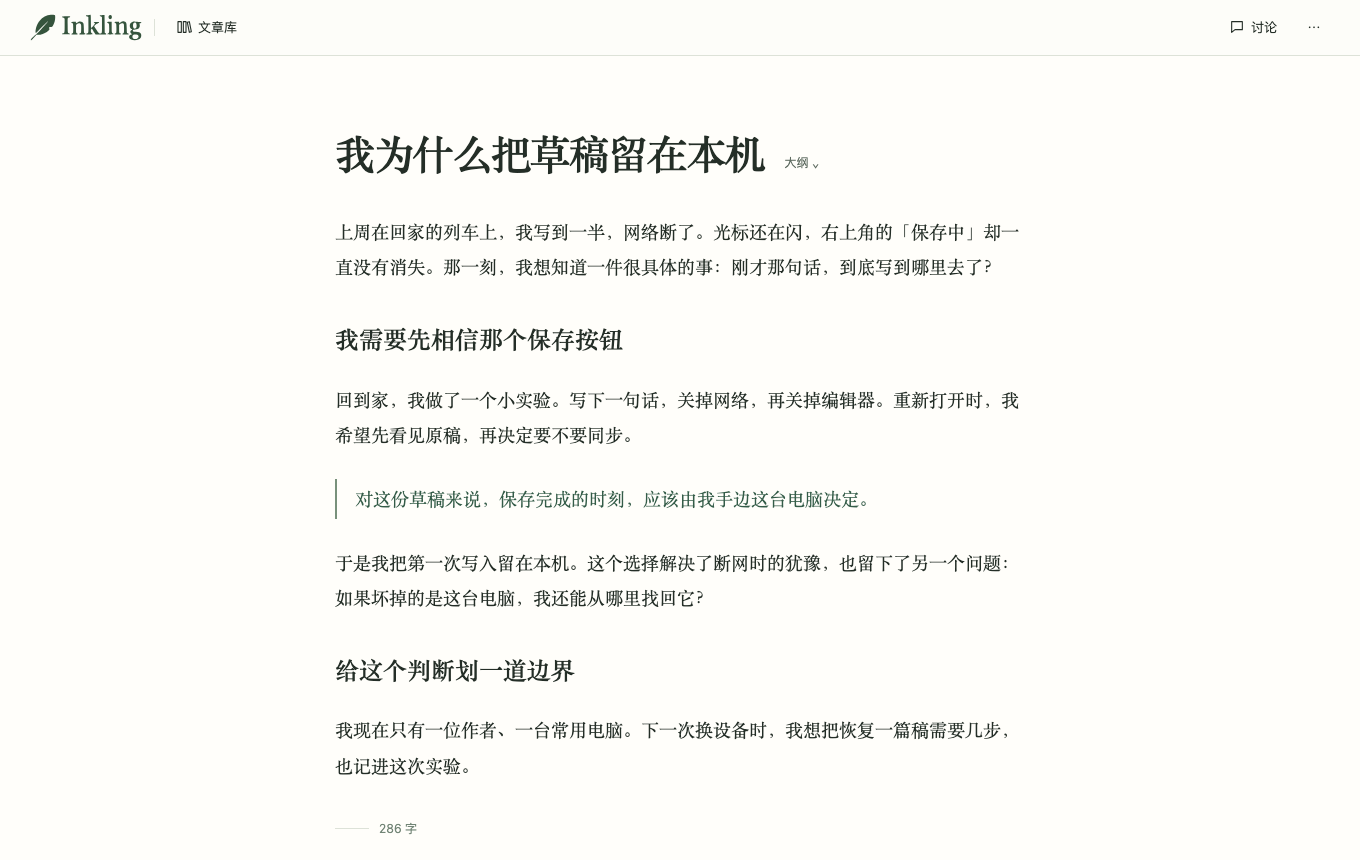 Inkling
文章库
讨论
···
我为什么把草稿留在本机
大纲
上周在回家的列车上，我写到一半，网络断了。光标还在闪，右上角的「保存中」却一
直没有消失。那一刻，我想知道一件很具体的事：刚才那句话，到底写到哪里去了？
我需要先相信那个保存按钮
回到家，我做了一个小实验。写下一句话，关掉网络，再关掉编辑器。重新打开时，我
希望先看见原稿，再决定要不要同步。
对这份草稿来说，保存完成的时刻，应该由我手边这台电脑决定。
于是我把第一次写入留在本机。这个选择解决了断网时的犹豫，也留下了另一个问题：
如果坏掉的是这台电脑，我还能从哪里找回它？
给这个判断划一道边界
我现在只有一位作者、一台常用电脑。下一次换设备时，我想把恢复一篇稿需要几步，
也记进这次实验。
286 字